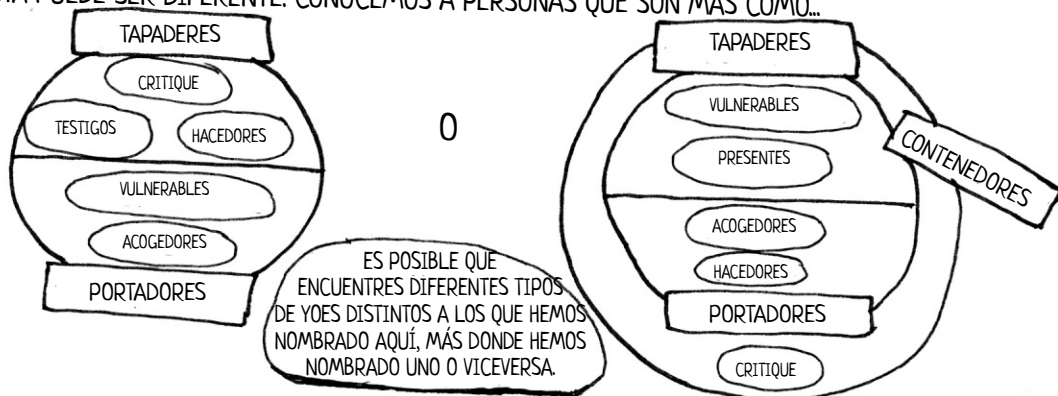 PUEDE SER DIFERENTE. CONOCEMOS A PERSONAS QUE SON MÁS COMO...
TAPADERES
CRITIQUE
TESTIGOS
HACEDORES
VULNERABLES
ACOGEDORES
PORTADORES
O
ES POSIBLE QUE
ENCUENTRES DIFERENTES TIPOS
DE YOES DISTINTOS A LOS QUE HEMOS
NOMBRADO AQUÍ, MÁS DONDE HEMOS
NOMBRADO UNO O VICEVERSA.
TAPADERES
VULNERABLES
PRESENTES
CONTENEDORES
ACOGEDORES
HACEDORES
PORTADORES
CRITIQUE